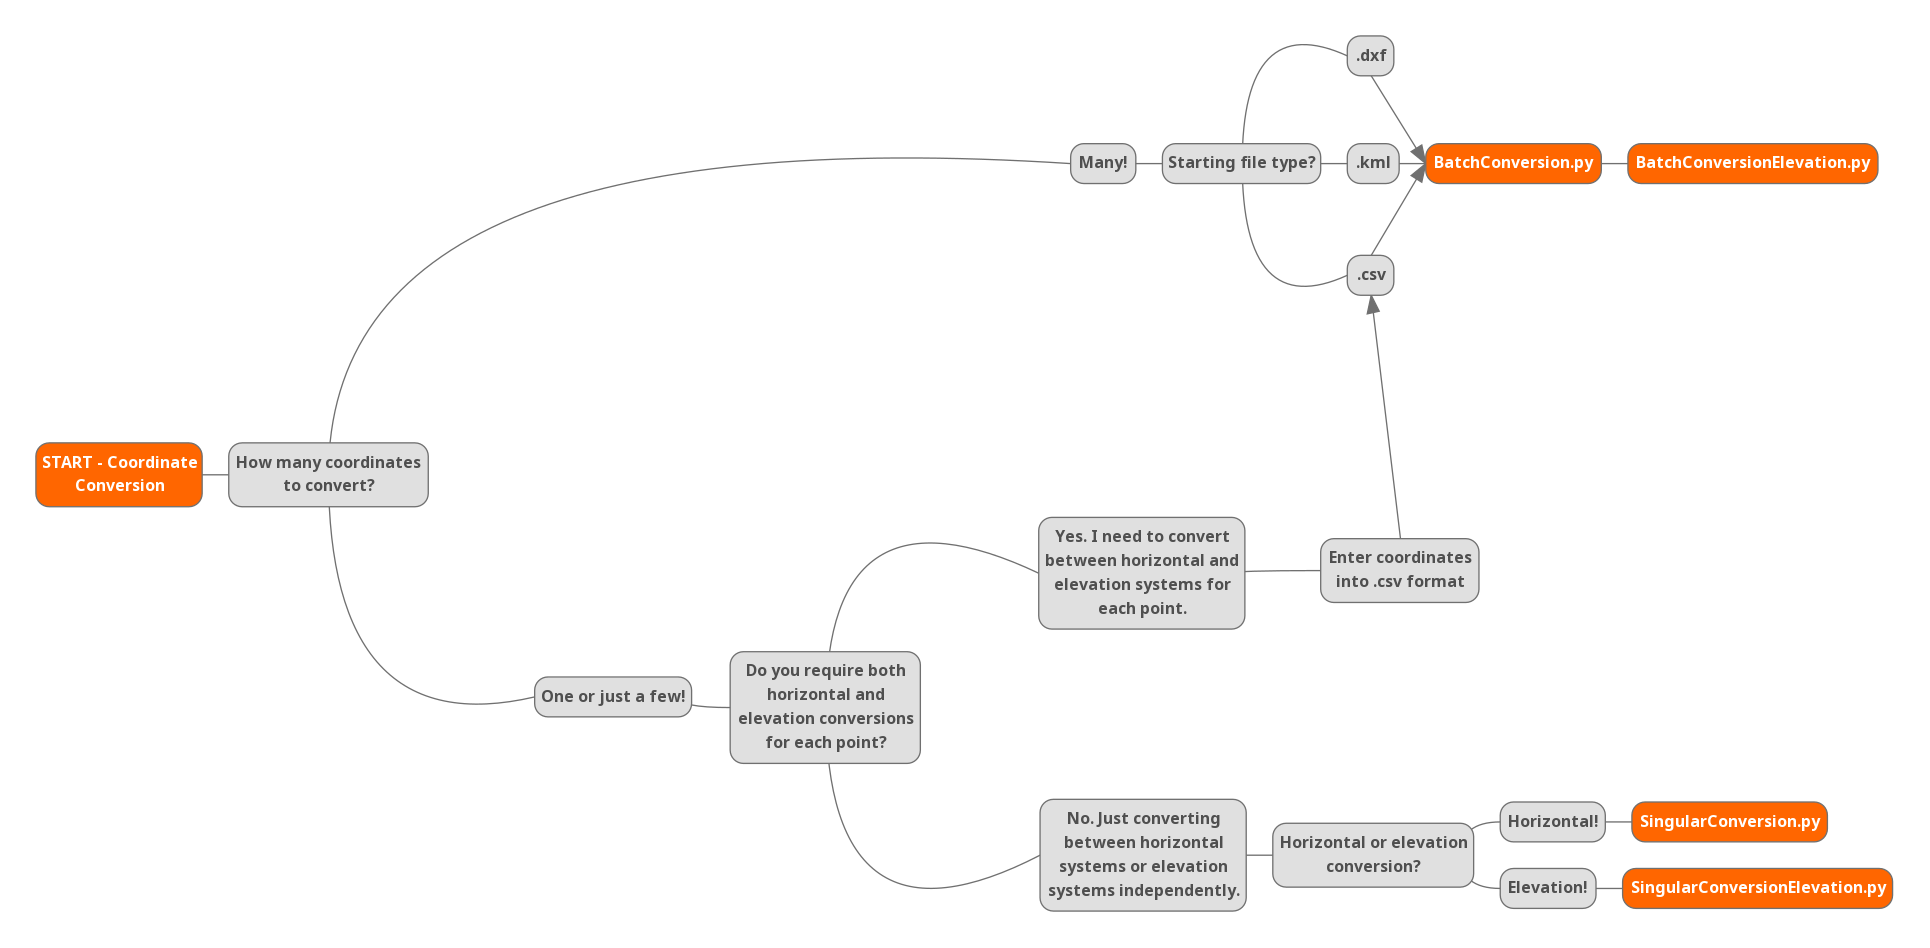 .dxf
Many!
Starting file type?
.kml
BatchConversion.py
BatchConversionElevation.py
.csv
START - Coordinate
Conversion
How many coordinates
to convert?
Yes. I need to convert
between horizontal and
elevation systems for
each point.
Enter coordinates
into .csv format
One or just a few!
Do you require both
horizontal and
elevation conversions
for each point?
No. Just converting
between horizontal
systems or elevation
systems independently.
Horizontal or elevation
conversion?
Horizontal!
SingularConversion.py
Elevation!
SingularConversionElevation.py